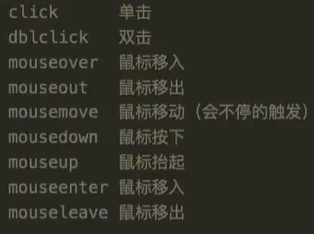 click 单击
dblclick 双击
mouseover 鼠标移入
mouseout 鼠标移出
mousemove 鼠标移动（会不停的触发）
mousedown 鼠标按下
mouseup 鼠标抬起
mouseenter 鼠标移入
mouseleave 鼠标移出